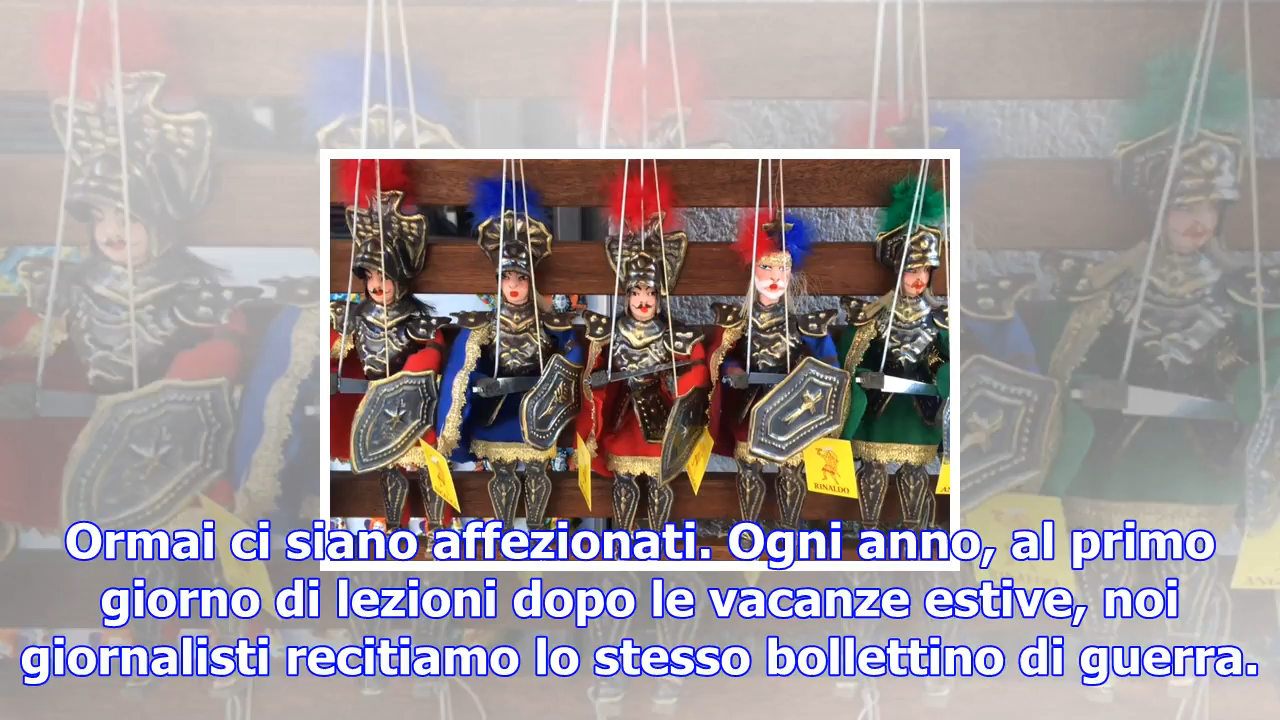 RINALDO
Ormai ci siano affezionati. Ogni anno, al primo
giorno di lezioni dopo le vacanze estive, noi
giornalisti recitiamo lo stesso bollettino di guerra.